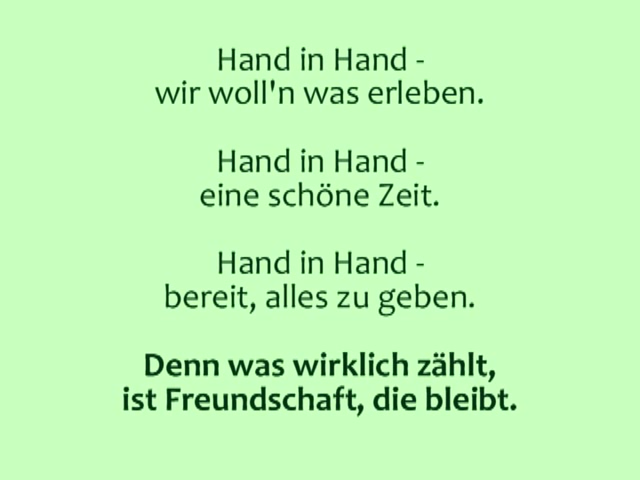 Hand in Hand -
wir woll'n was erleben.
Hand in Hand -
eine schöne Zeit.
Hand in Hand -
bereit, alles zu geben.
Denn was wirklich zählt,
ist Freundschaft, die bleibt.